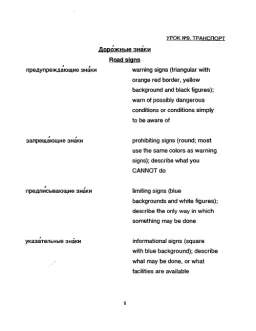 УРОК №9. ТРАНСПОРТ
Доро́жные зна́ки
Road signs
предупрежда́ющие зна́ки warning signs (triangular with
orange red border, yellow
background and black figures);
warn of possibly dangerous
conditions or conditions simply
to be aware of
запреща́ющие зна́ки prohibiting signs (round; most
use the same colors as warning
signs); describe what you
CANNOT do
предпи́сывающие зна́ки limiting signs (blue
backgrounds and white figures);
describe the only way in which
something may be done
указа́тельные зна́ки informational signs (square
with blue background); describe
what may be done, or what
facilities are available